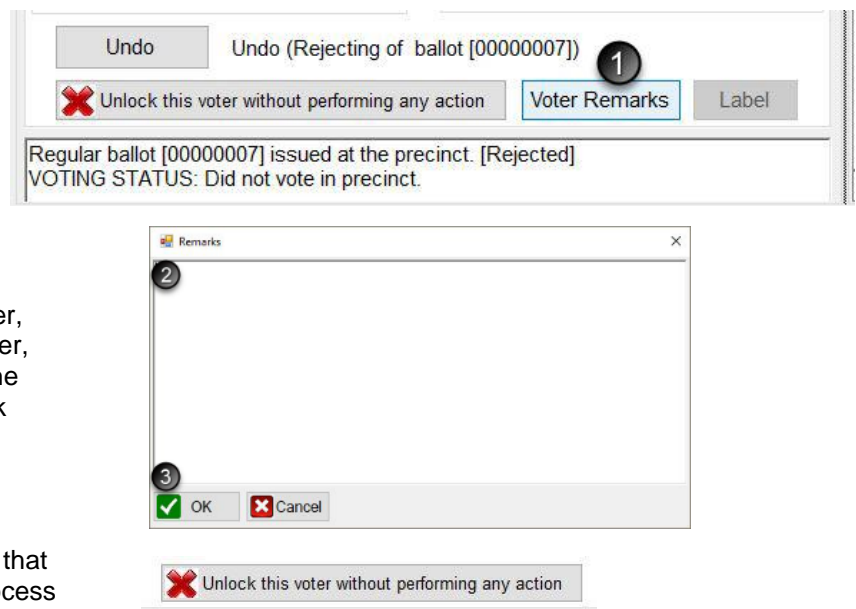 Undo Undo (Rejecting of ballot [00000007])
1
Unlock this voter without performing any action Voter Remarks Label
Regular ballot [00000007] issued at the precinct. [Rejected]
VOTING STATUS: Did not vote in precinct.
Remarks
2
3
OK Cancel
that
Unlock this voter without performing any action